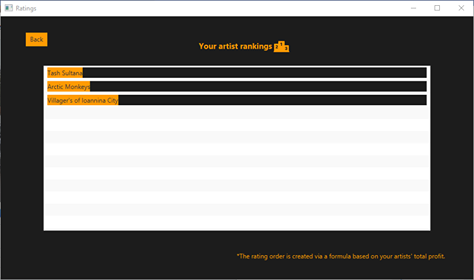 Ratings
Back
Your artist rankings
Tash Sultana
Arctic Monkeys
Villager's of Ioannina City
*The rating order is created via a formula based on your artists' total profit.